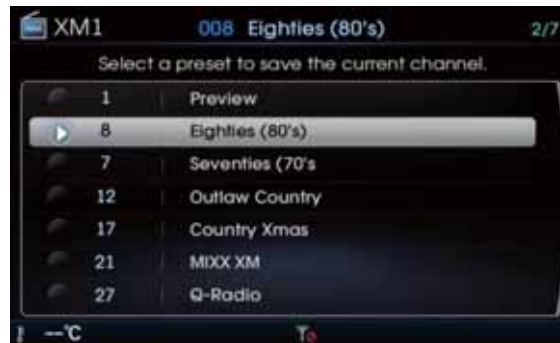 XM1 008 Eighties (80's) 2/7
Select a preset to save the current channel.
1 Preview
8 Eighties (80's)
7 Seventies (70's
12 Outlaw Country
17 Country Xmas
21 MIXX XM
27 Q-Radio
--°C